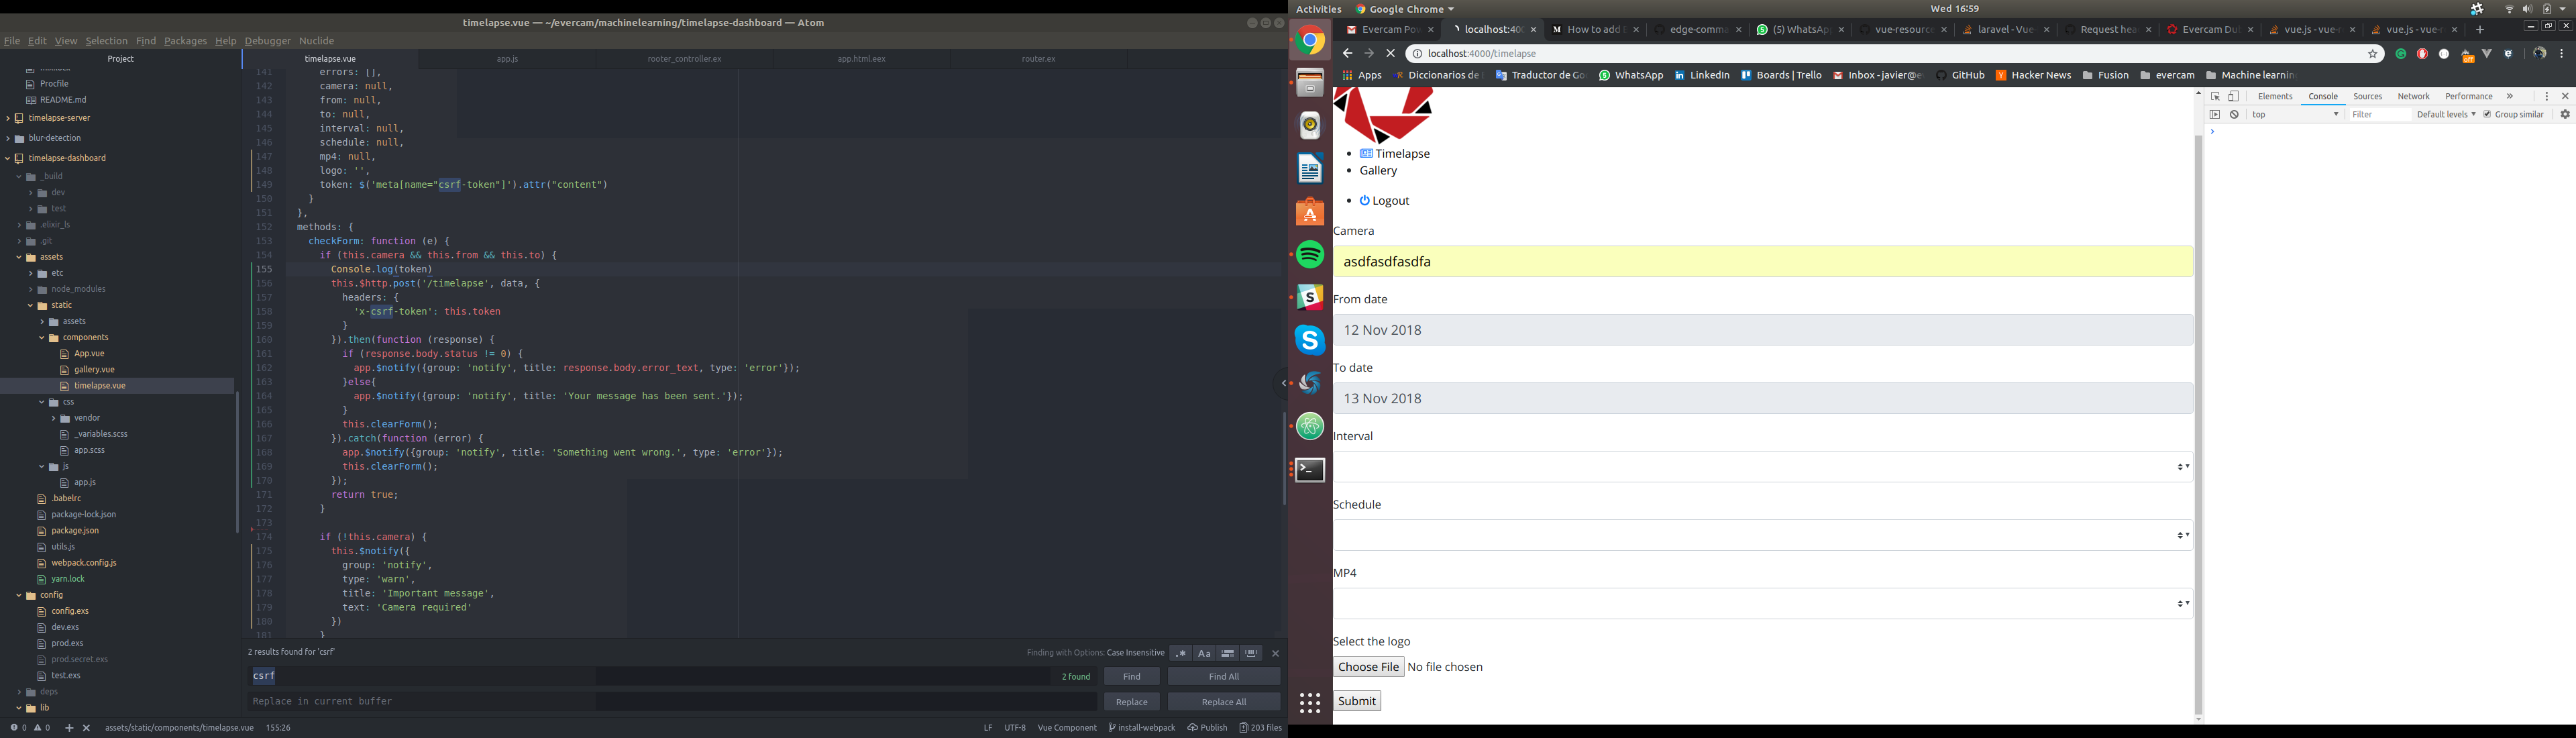 timelapse.vue — ~/evercam/machinelearning/timelapse-dashboard — Atom
File Edit View Selection Find Packages Help Debugger Nuclide
Project
Procfile
README.md
timelapse-server
blur-detection
timelapse-dashboard
_build
dev
test
.elixir_ls
.git
assets
etc
node_modules
static
assets
components
App.vue
gallery.vue
timelapse.vue
css
vendor
_variables.scss
app.scss
js
app.js
.babelrc
package-lock.json
package.json
utils.js
webpack.config.js
yarn.lock
config
config.exs
dev.exs
prod.exs
prod.secret.exs
test.exs
deps
lib
timelapse.vue app.js rooter_controller.ex app.html.eex router.ex
141 errors: [],
142 camera: null,
143 from: null,
144 to: null,
145 interval: null,
146 schedule: null,
147 mp4: null,
148 logo: '',
149 token: $('meta[name="csrf-token"]').attr("content")
150 }
151 },
152 methods: {
153 checkForm: function (e) {
154 if (this.camera && this.from && this.to) {
155 Console.log(token)
156 this.$http.post('/timelapse', data, {
157 headers: {
158 'x-csrf-token': this.token
159 }
160 }).then(function (response) {
161 if (response.body.status != 0) {
162 app.$notify({group: 'notify', title: response.body.error_text, type: 'error'});
163 }else{
164 app.$notify({group: 'notify', title: 'Your message has been sent.'});
165 }
166 this.clearForm();
167 }).catch(function (error) {
168 app.$notify({group: 'notify', title: 'Something went wrong.', type: 'error'});
169 this.clearForm();
170 });
171 return true;
172 }
173
174 if (!this.camera) {
175 this.$notify({
176 group: 'notify',
177 type: 'warn',
178 title: 'Important message',
179 text: 'Camera required'
180 })
181 }
2 results found for 'csrf'
Finding with Options: Case Insensitive
.* Aa
csrf 2 found Find Find All
Replace in current buffer Replace Replace All
0 0 + × assets/static/components/timelapse.vue 155:26 LF UTF-8 Vue Component install-webpack Publish 203 files
Activities Google Chrome Wed 16:59
Evercam Pow localhost:400 How to add edge-comma (5) WhatsApp vue-resource laravel - Vue Request hea Evercam Du vue.js - vue- vue.js - vue-r
localhost:4000/timelapse
Apps Diccionarios de Traductor de Go WhatsApp LinkedIn Boards | Trello Inbox - javier@e GitHub Hacker News Fusion evercam Machine learnin
Timelapse
Gallery
Logout
Camera
asdfasdfasdfa
From date
12 Nov 2018
To date
13 Nov 2018
Interval
Schedule
MP4
Select the logo
Choose File No file chosen
Submit
Elements Console Sources Network Performance »
top Filter Default levels Group similar